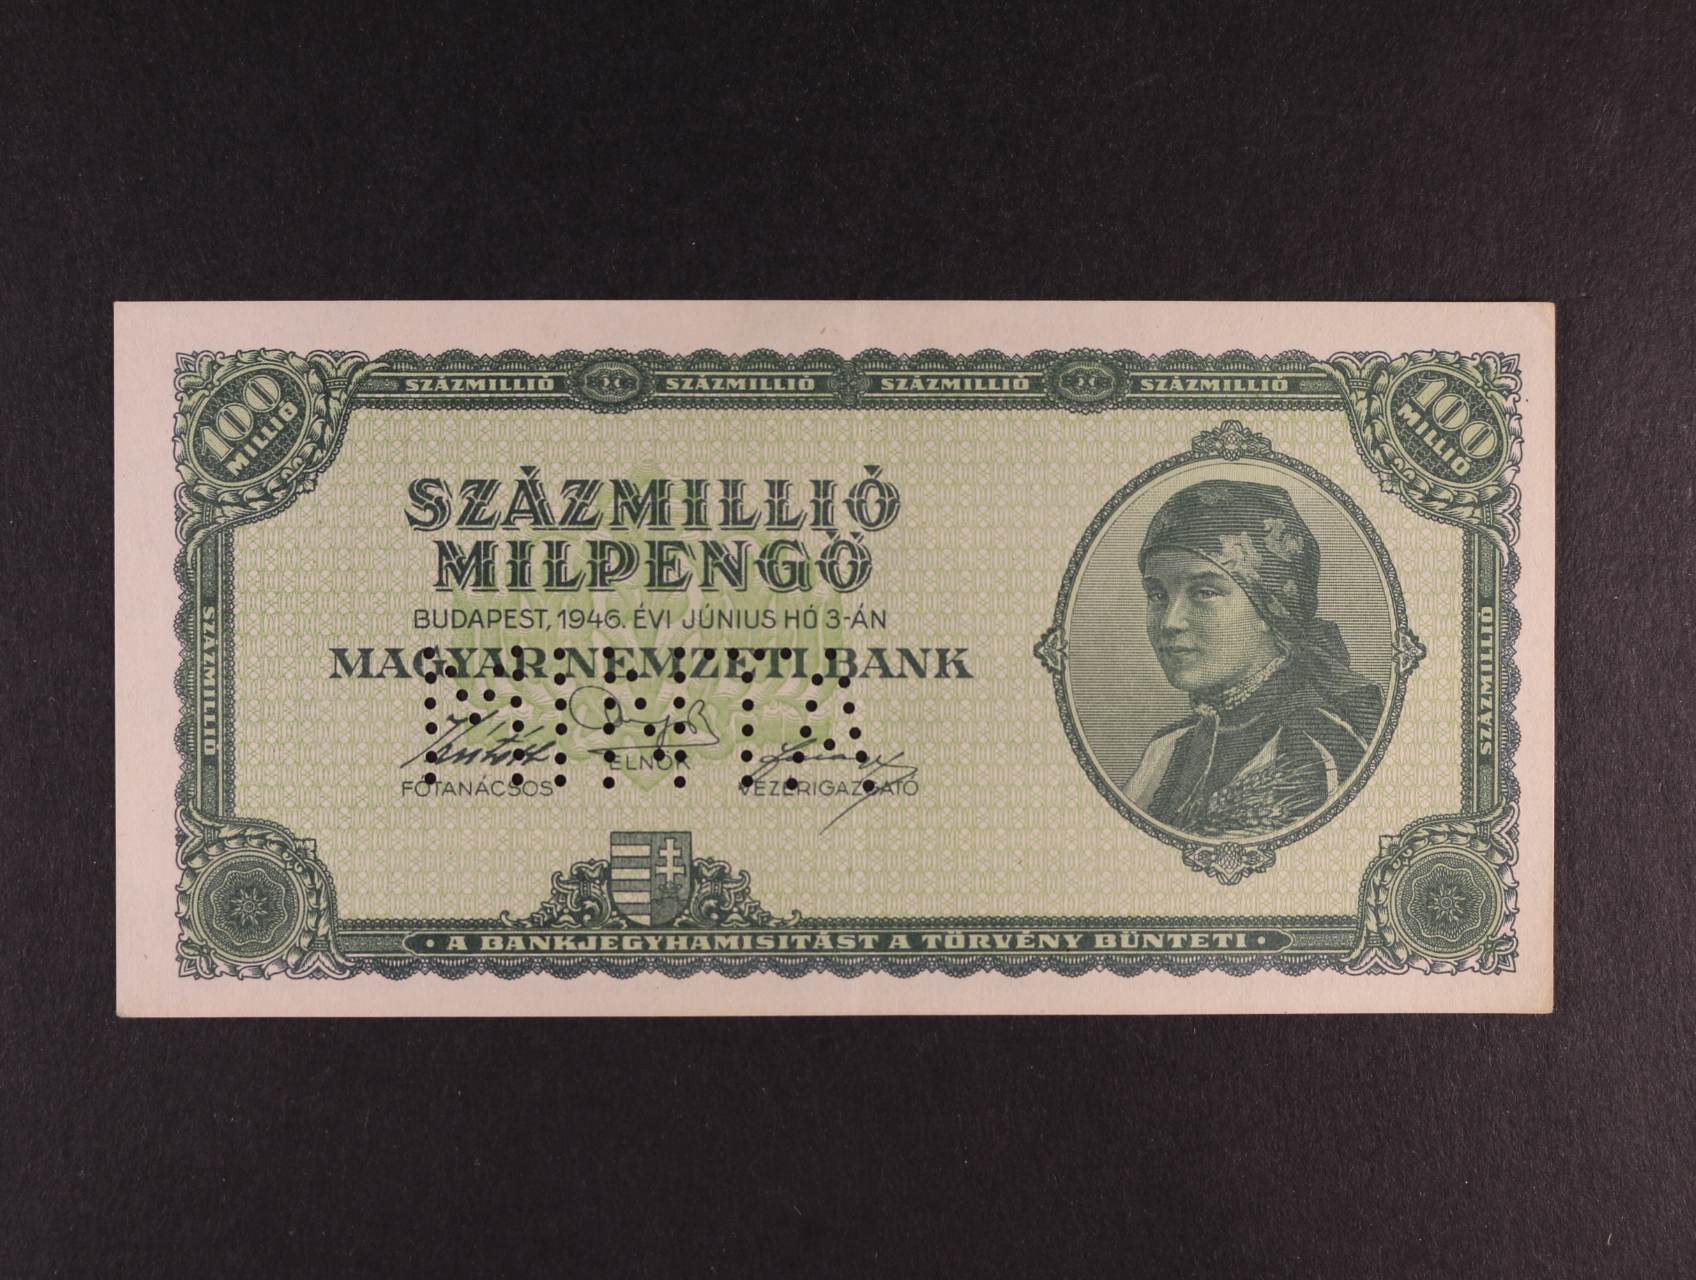 100 MILLIÓ
SZÁZMILLIÓ SZÁZMILLIÓ SZÁZMILLIÓ SZÁZMILLIÓ
100 MILLIÓ
SZÁZMILLIÓ
MILPENGŐ
BUDAPEST, 1946. ÉVI JÚNIUS HÓ 3-ÁN
MAGYAR NEMZETI BANK
MINTA
ELNÖK
FŐTANÁCSOS VEZÉRIGAZGATÓ
SZÁZMILLIÓ
SZÁZMILLIÓ
· A BANKJEGYHAMISITÁST A TÖRVÉNY BÜNTETI ·